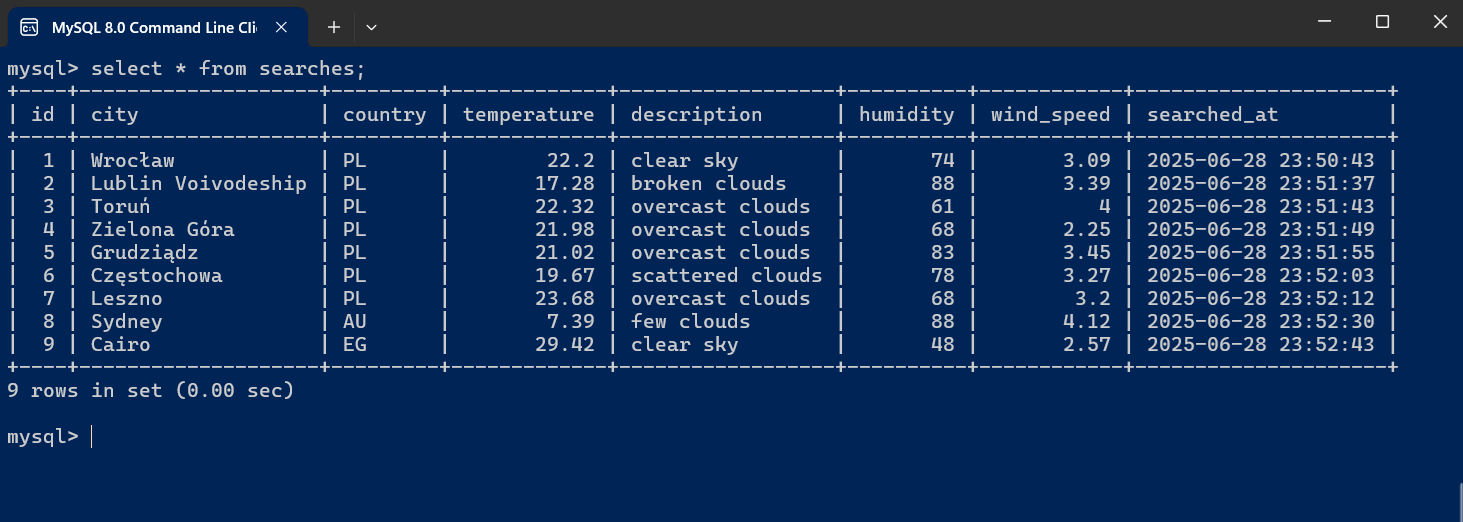 MySQL 8.0 Command Line Cli
mysql> select * from searches;
+----+--------------------+---------+-------------+------------------+----------+------------+---------------------+
| id | city               | country | temperature | description      | humidity | wind_speed | searched_at         |
+----+--------------------+---------+-------------+------------------+----------+------------+---------------------+
|  1 | Wrocław            | PL      |        22.2 | clear sky        |       74 |       3.09 | 2025-06-28 23:50:43 |
|  2 | Lublin Voivodeship | PL      |       17.28 | broken clouds    |       88 |       3.39 | 2025-06-28 23:51:37 |
|  3 | Toruń              | PL      |       22.32 | overcast clouds  |       61 |          4 | 2025-06-28 23:51:43 |
|  4 | Zielona Góra       | PL      |       21.98 | overcast clouds  |       68 |       2.25 | 2025-06-28 23:51:49 |
|  5 | Grudziądz          | PL      |       21.02 | overcast clouds  |       83 |       3.45 | 2025-06-28 23:51:55 |
|  6 | Częstochowa        | PL      |       19.67 | scattered clouds |       78 |       3.27 | 2025-06-28 23:52:03 |
|  7 | Leszno             | PL      |       23.68 | overcast clouds  |       68 |        3.2 | 2025-06-28 23:52:12 |
|  8 | Sydney             | AU      |        7.39 | few clouds       |       88 |       4.12 | 2025-06-28 23:52:30 |
|  9 | Cairo              | EG      |       29.42 | clear sky        |       48 |       2.57 | 2025-06-28 23:52:43 |
+----+--------------------+---------+-------------+------------------+----------+------------+---------------------+
9 rows in set (0.00 sec)
mysql>